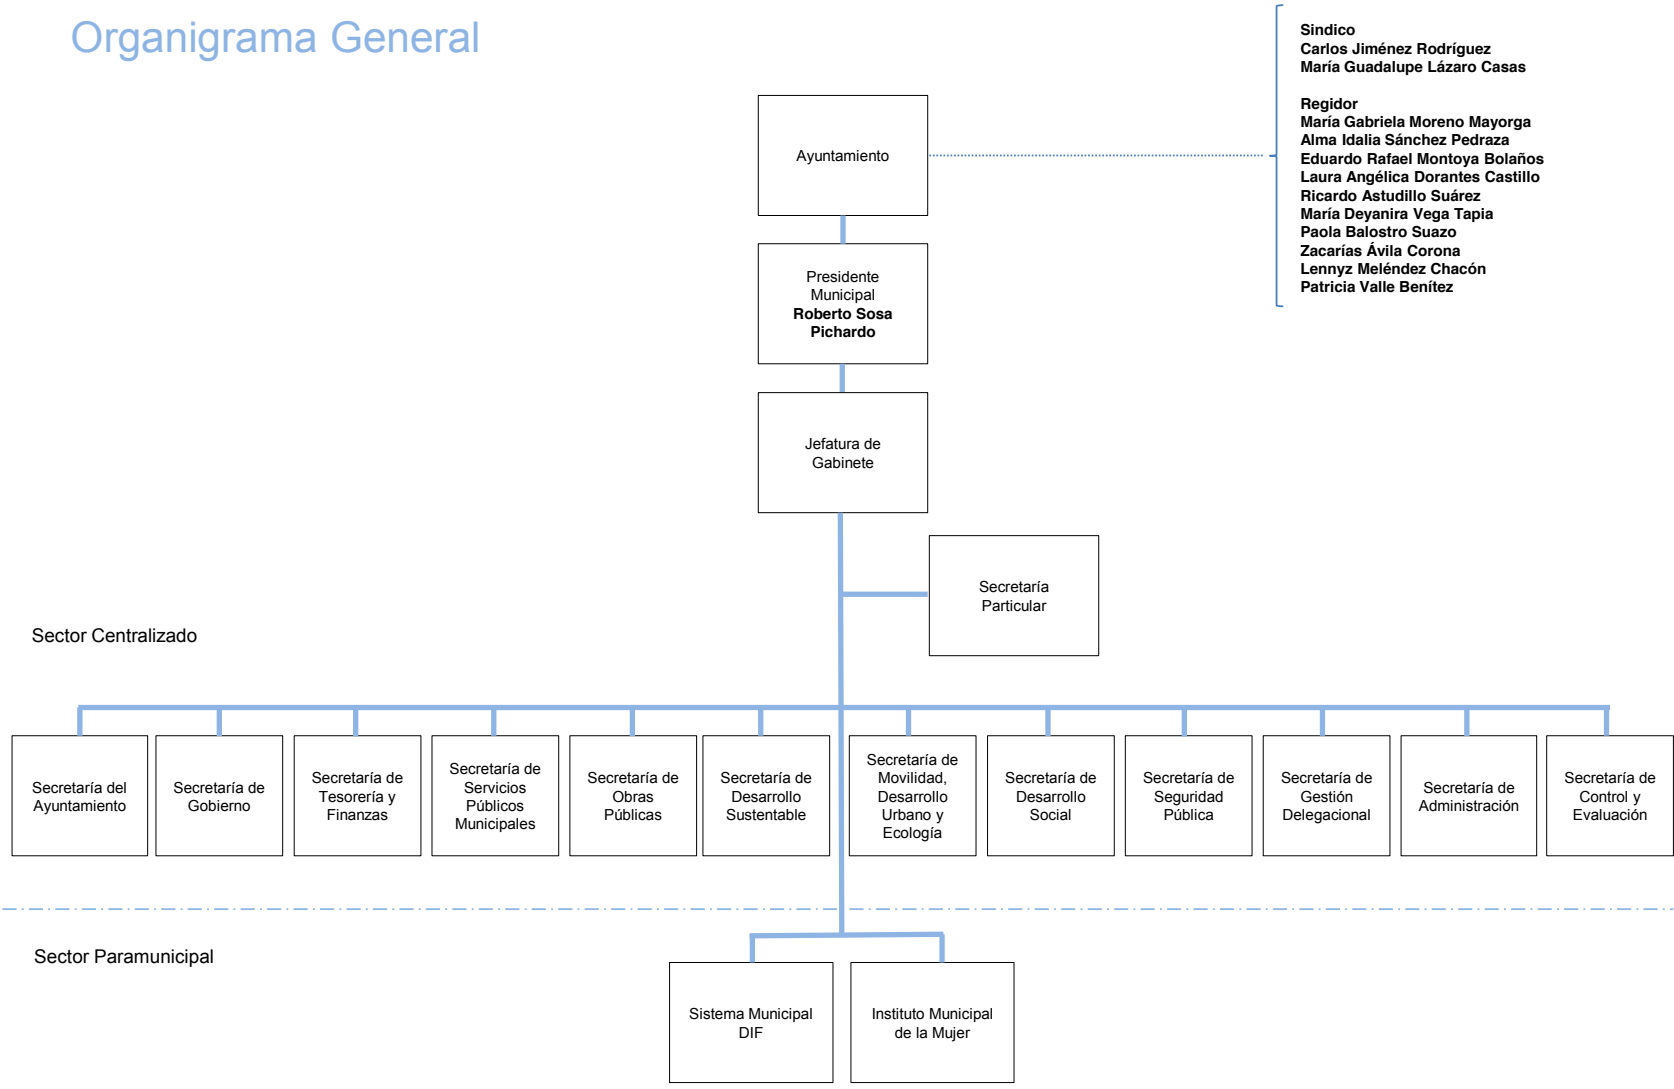 Organigrama General
Sindico
Carlos Jiménez Rodríguez
María Guadalupe Lázaro Casas
Regidor
María Gabriela Moreno Mayorga
Alma Idalia Sánchez Pedraza
Eduardo Rafael Montoya Bolaños
Laura Angélica Dorantes Castillo
Ricardo Astudillo Suárez
María Deyanira Vega Tapia
Paola Balostro Suazo
Zacarías Ávila Corona
Lennyz Meléndez Chacón
Patricia Valle Benítez
Ayuntamiento
Presidente
Municipal
Roberto Sosa
Pichardo
Jefatura de
Gabinete
Secretaría
Particular
Sector Centralizado
Secretaría del
Ayuntamiento
Secretaría de
Gobierno
Secretaría de
Tesorería y
Finanzas
Secretaría de
Servicios
Públicos
Municipales
Secretaría de
Obras
Públicas
Secretaría de
Desarrollo
Sustentable
Secretaría de
Movilidad,
Desarrollo
Urbano y
Ecología
Secretaría de
Desarrollo
Social
Secretaría de
Seguridad
Pública
Secretaría de
Gestión
Delegacional
Secretaría de
Administración
Secretaría de
Control y
Evaluación
Sector Paramunicipal
Sistema Municipal
DIF
Instituto Municipal
de la Mujer